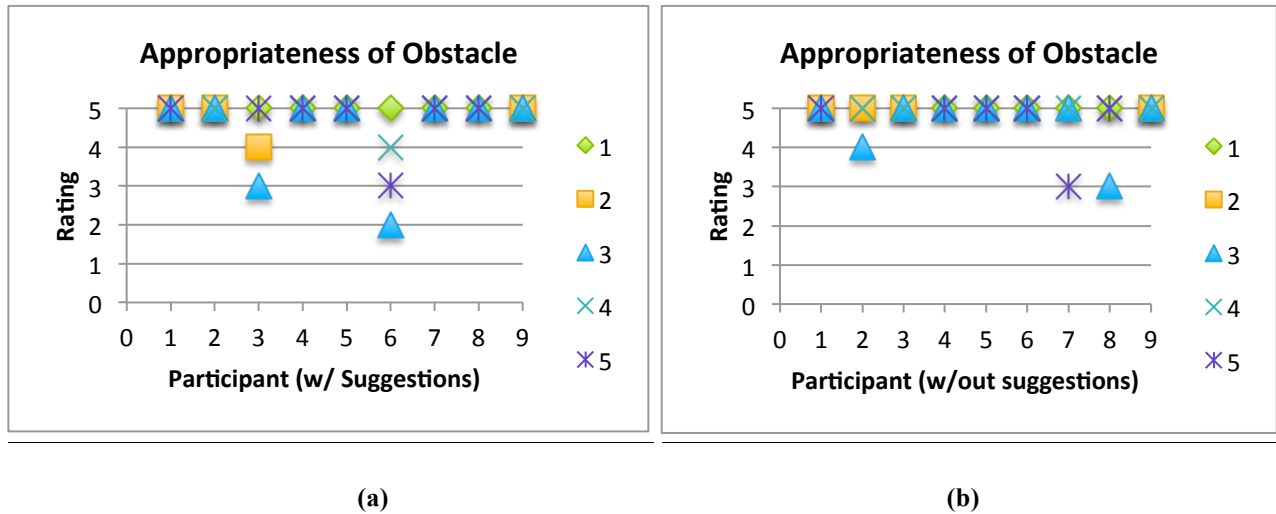 Appropriateness of Obstacle
5
4
3
2
1
0
Rating
0 1 2 3 4 5 6 7 8 9
Participant (w/ Suggestions)
1
2
3
4
5
(a)
Appropriateness of Obstacle
5
4
3
2
1
0
Rating
0 1 2 3 4 5 6 7 8 9
Participant (w/out suggestions)
1
2
3
4
5
(b)